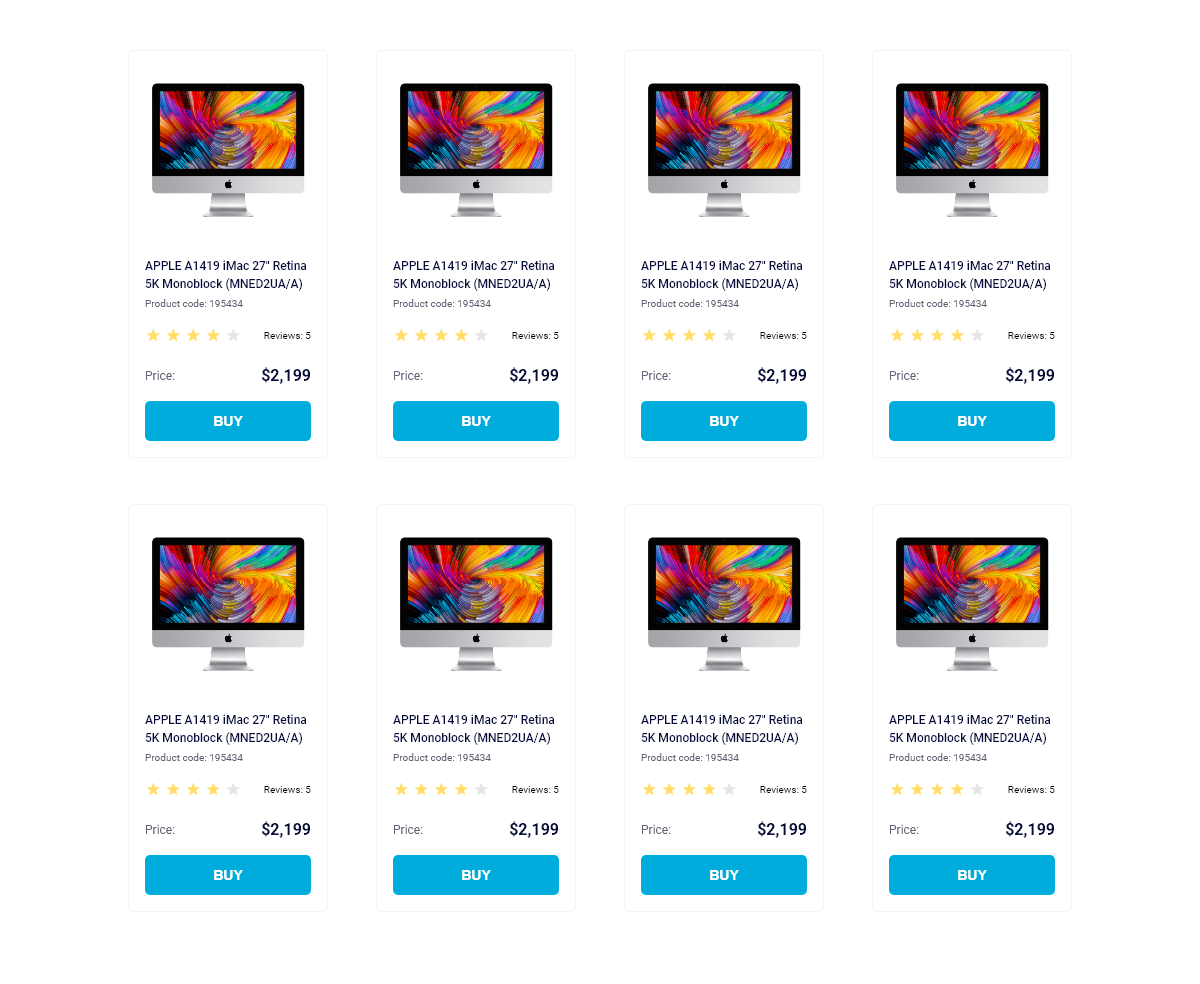 APPLE A1419 iMac 27" Retina
5K Monoblock (MNED2UA/A)
Product code: 195434
Reviews: 5
Price: $2,199
BUY
APPLE A1419 iMac 27" Retina
5K Monoblock (MNED2UA/A)
Product code: 195434
Reviews: 5
Price: $2,199
BUY
APPLE A1419 iMac 27" Retina
5K Monoblock (MNED2UA/A)
Product code: 195434
Reviews: 5
Price: $2,199
BUY
APPLE A1419 iMac 27" Retina
5K Monoblock (MNED2UA/A)
Product code: 195434
Reviews: 5
Price: $2,199
BUY
APPLE A1419 iMac 27" Retina
5K Monoblock (MNED2UA/A)
Product code: 195434
Reviews: 5
Price: $2,199
BUY
APPLE A1419 iMac 27" Retina
5K Monoblock (MNED2UA/A)
Product code: 195434
Reviews: 5
Price: $2,199
BUY
APPLE A1419 iMac 27" Retina
5K Monoblock (MNED2UA/A)
Product code: 195434
Reviews: 5
Price: $2,199
BUY
APPLE A1419 iMac 27" Retina
5K Monoblock (MNED2UA/A)
Product code: 195434
Reviews: 5
Price: $2,199
BUY